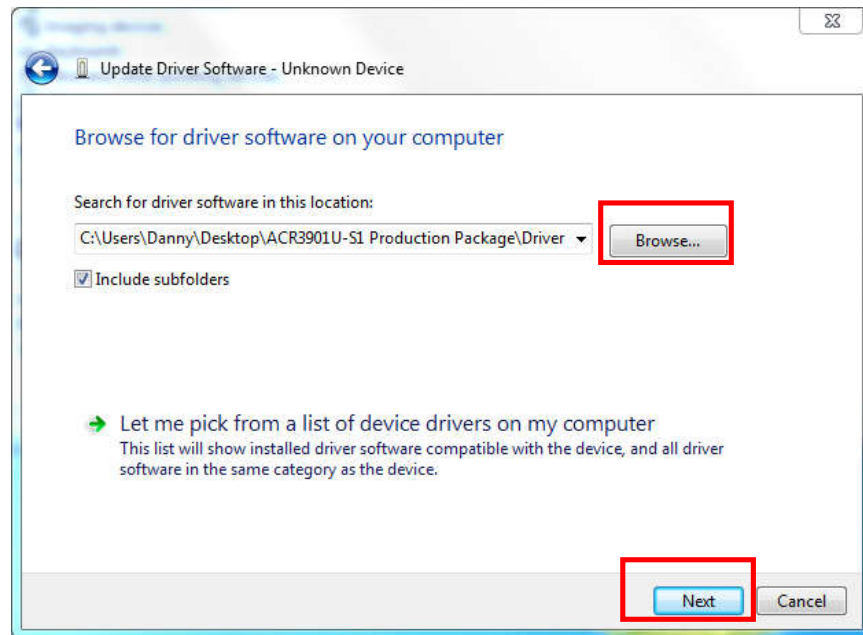 Imaging devices
Update Driver Software - Unknown Device
Browse for driver software on your computer
Search for driver software in this location:
C:\Users\Danny\Desktop\ACR3901U-S1 Production Package\Driver
Browse...
Include subfolders
Let me pick from a list of device drivers on my computer
This list will show installed driver software compatible with the device, and all driver
software in the same category as the device.
Next
Cancel